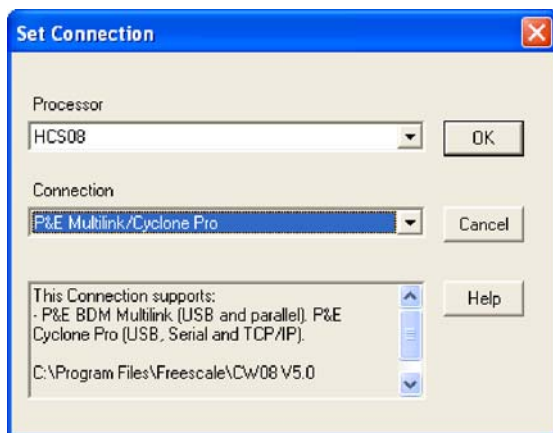 Set Connection
Processor
HCS08
OK
Connection
P&E Multilink/Cyclone Pro
Cancel
This Connection supports:
- P&E BDM Multilink (USB and parallel). P&E
Cyclone Pro (USB, Serial and TCP/IP).
C:\Program Files\Freescale\CW08 V5.0
Help